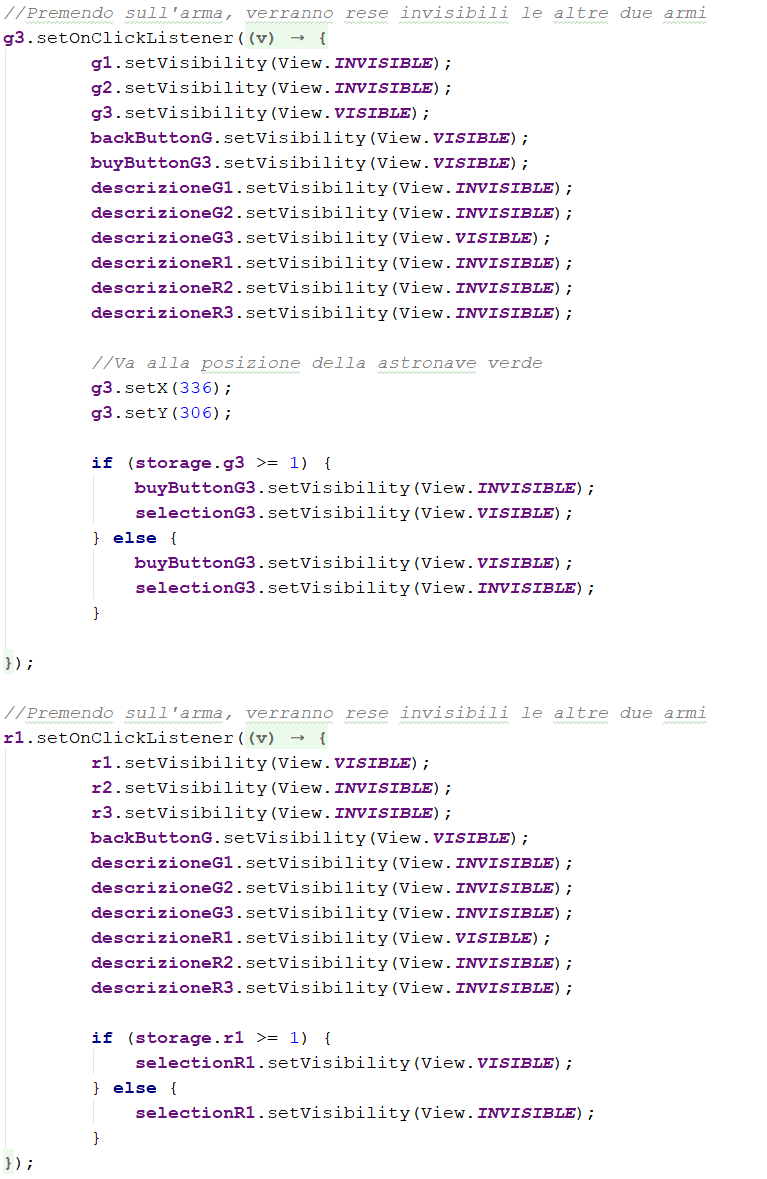 //Premendo sull'arma, verranno rese invisibili le altre due armi
g3.setOnClickListener((v) → {
        g1.setVisibility(View.INVISIBLE);
        g2.setVisibility(View.INVISIBLE);
        g3.setVisibility(View.VISIBLE);
        backButtonG.setVisibility(View.VISIBLE);
        buyButtonG3.setVisibility(View.VISIBLE);
        descrizioneG1.setVisibility(View.INVISIBLE);
        descrizioneG2.setVisibility(View.INVISIBLE);
        descrizioneG3.setVisibility(View.VISIBLE);
        descrizioneR1.setVisibility(View.INVISIBLE);
        descrizioneR2.setVisibility(View.INVISIBLE);
        descrizioneR3.setVisibility(View.INVISIBLE);

        //Va alla posizione della astronave verde
        g3.setX(336);
        g3.setY(306);

        if (storage.g3 >= 1) {
            buyButtonG3.setVisibility(View.INVISIBLE);
            selectionG3.setVisibility(View.VISIBLE);
        } else {
            buyButtonG3.setVisibility(View.VISIBLE);
            selectionG3.setVisibility(View.INVISIBLE);
        }

});

//Premendo sull'arma, verranno rese invisibili le altre due armi
r1.setOnClickListener((v) → {
        r1.setVisibility(View.VISIBLE);
        r2.setVisibility(View.INVISIBLE);
        r3.setVisibility(View.INVISIBLE);
        backButtonG.setVisibility(View.VISIBLE);
        descrizioneG1.setVisibility(View.INVISIBLE);
        descrizioneG2.setVisibility(View.INVISIBLE);
        descrizioneG3.setVisibility(View.INVISIBLE);
        descrizioneR1.setVisibility(View.VISIBLE);
        descrizioneR2.setVisibility(View.INVISIBLE);
        descrizioneR3.setVisibility(View.INVISIBLE);

        if (storage.r1 >= 1) {
            selectionR1.setVisibility(View.VISIBLE);
        } else {
            selectionR1.setVisibility(View.INVISIBLE);
        }
});